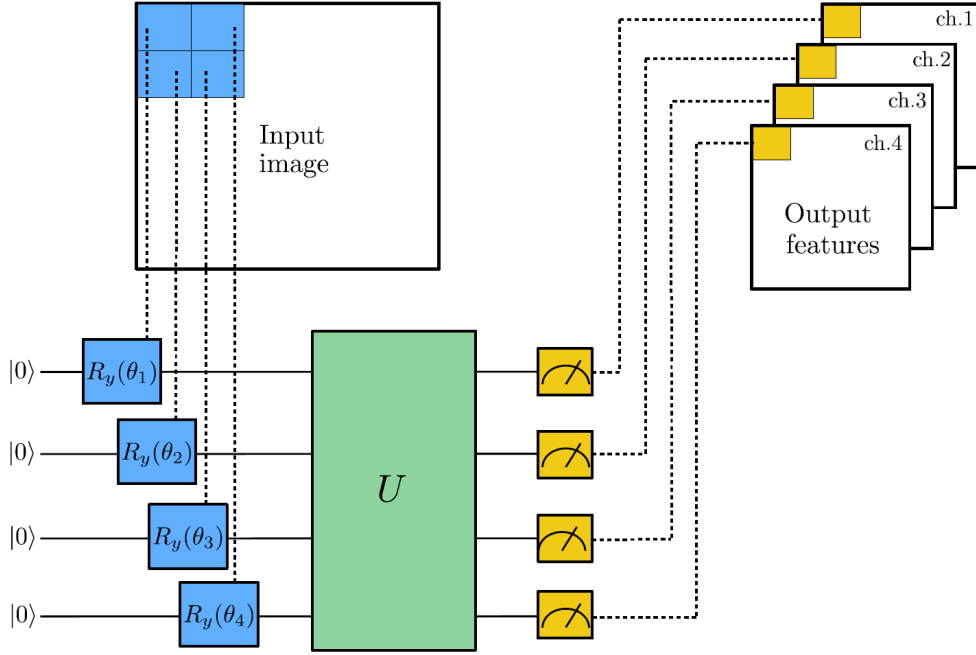 ch.1
ch.2
ch.3
ch.4
Input
image
Output
features
|0⟩ R_y(θ_1)
|0⟩ R_y(θ_2)
U
|0⟩ R_y(θ_3)
|0⟩ R_y(θ_4)